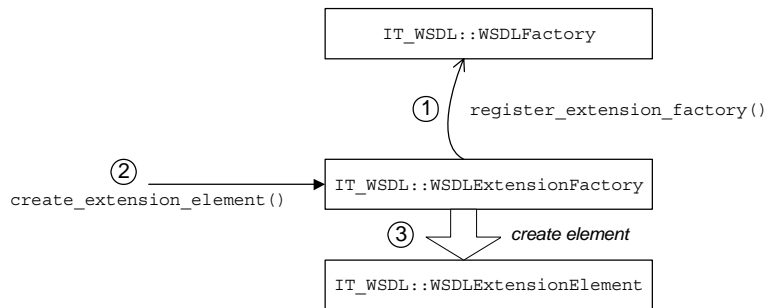 IT_WSDL::WSDLFactory
1
register_extension_factory()
2
create_extension_element()
IT_WSDL::WSDLExtensionFactory
3
create element
IT_WSDL::WSDLExtensionElement